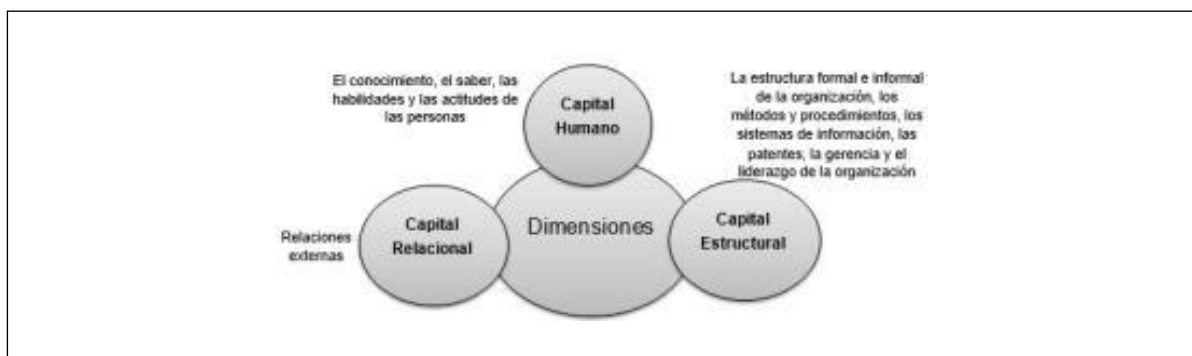 El conocimiento, el saber, las
habilidades y las actitudes de
las personas
Capital
Humano
La estructura formal e informal
de la organización, los
métodos y procedimientos, los
sistemas de información, las
patentes, la gerencia y el
liderazgo de la organización
Relaciones
externas
Capital
Relacional
Dimensiones
Capital
Estructural